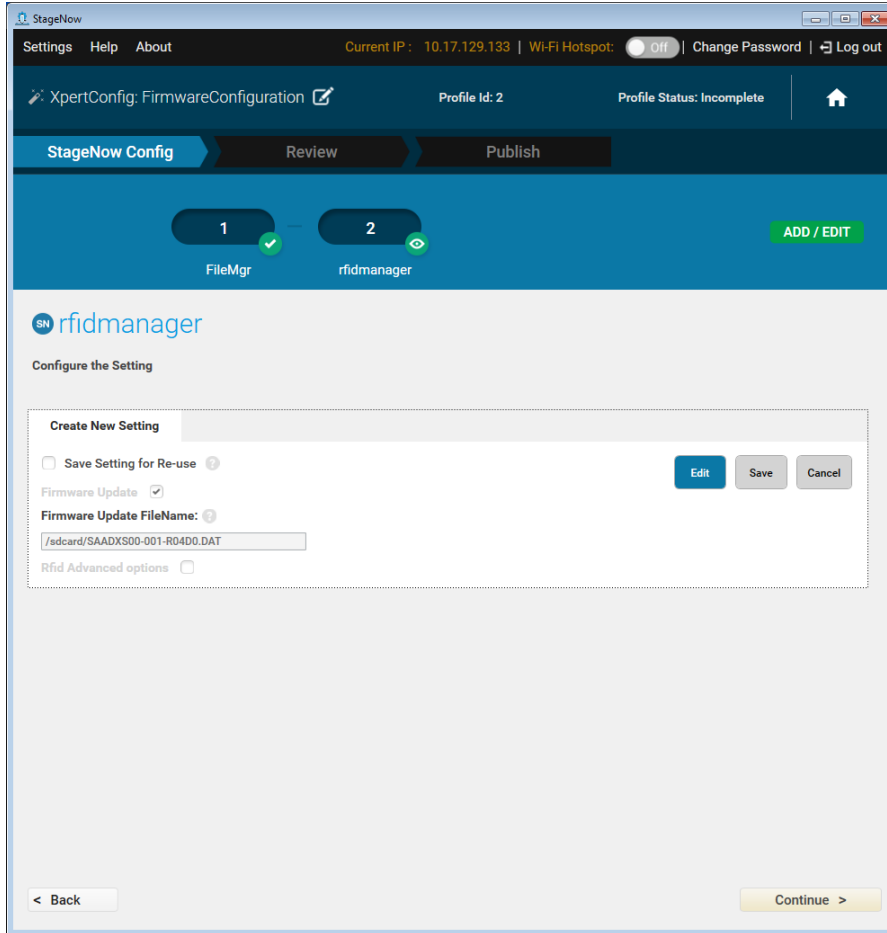 StageNow
Settings Help About Current IP : 10.17.129.133 | Wi-Fi Hotspot: Off | Change Password | Log out
XpertConfig: FirmwareConfiguration Profile Id: 2 Profile Status: Incomplete
StageNow Config Review Publish
1 2
ADD / EDIT
FileMgr rfidmanager
SN rfidmanager
Configure the Setting
Create New Setting
Save Setting for Re-use ?
Edit Save Cancel
Firmware Update
Firmware Update FileName: ?
/sdcard/SAADXS00-001-R04D0.DAT
Rfid Advanced options
< Back Continue >